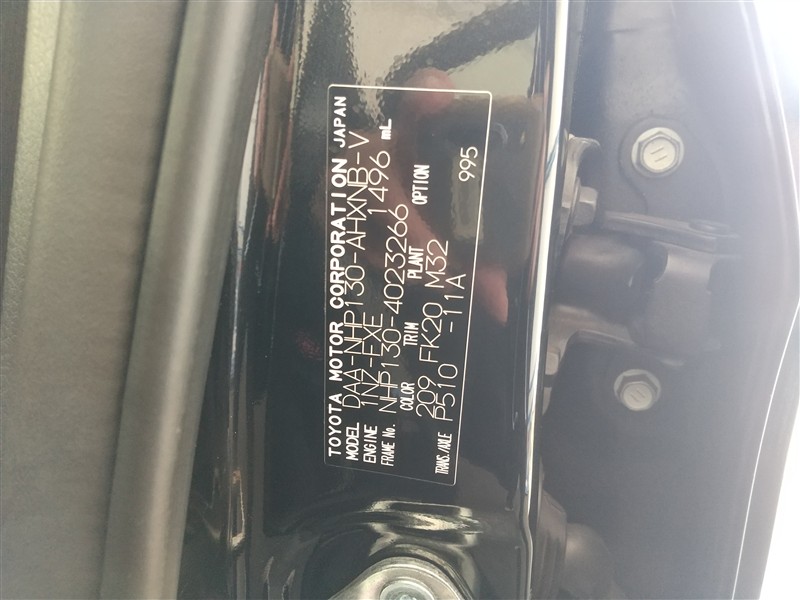 TOYOTA MOTOR CORPORATION JAPAN
MODEL DAA-NHP130-AHXNB-V
ENGINE 1NZ-FXE 1496 mL
FRAME No. NHP130-4023266
COLOR TRIM PLANT OPTION
209 FK20 M32
TRANS./AXLE P510 -11A 995